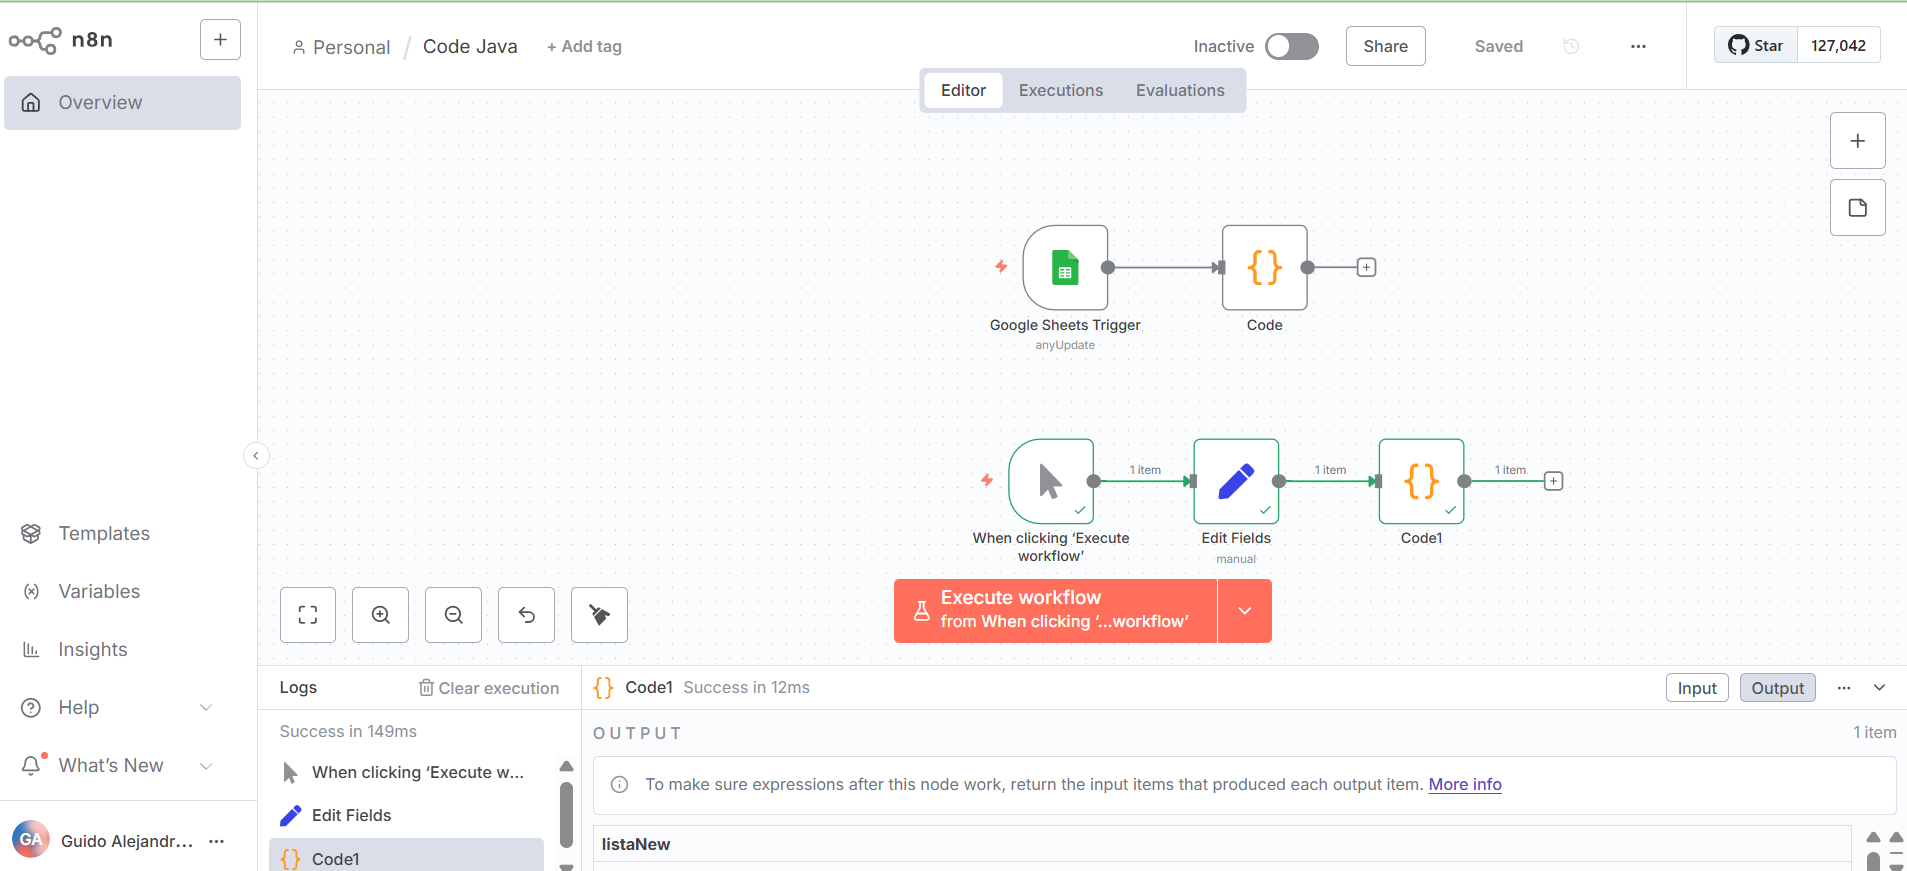 n8n
Personal / Code Java + Add tag
Inactive
Share
Saved
Star 127,042
Overview
Editor Executions Evaluations
Google Sheets Trigger
anyUpdate
Code
1 item
1 item
1 item
When clicking ‘Execute
workflow’
Edit Fields
manual
Code1
Execute workflow
from When clicking ‘...workflow’
Templates
Variables
Insights
Help
What’s New
GA Guido Alejandr...
Logs
Clear execution
Success in 149ms
When clicking ‘Execute w...
Edit Fields
Code1
Code1 Success in 12ms
Input
Output
OUTPUT
1 item
To make sure expressions after this node work, return the input items that produced each output item. More info
listaNew